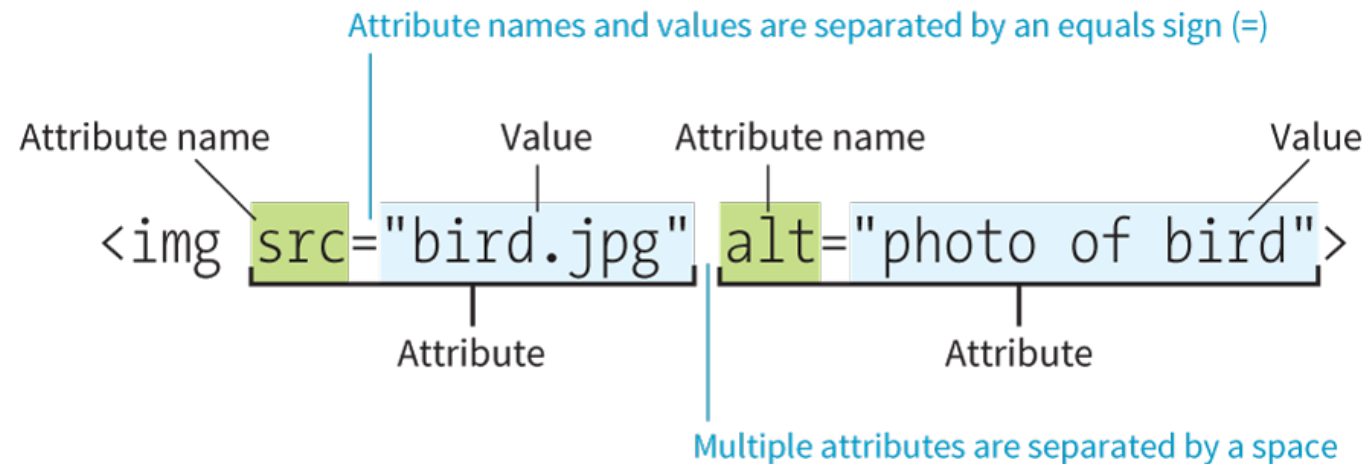 Attribute names and values are separated by an equals sign (=)
Attribute name Value Attribute name Value
<img src="bird.jpg" alt="photo of bird">
Attribute Attribute
Multiple attributes are separated by a space